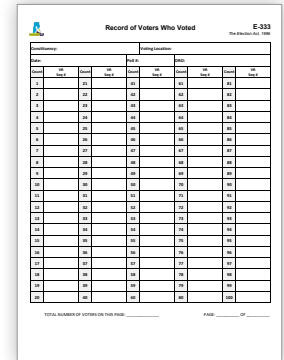 Record of Voters Who Voted
E-333
The Election Act, 1996
Constituency: Voting Location:
Date: Poll #: DRO:
Count VR Seq # Count VR Seq # Count VR Seq # Count VR Seq # Count VR Seq #
1 21 41 61 81
2 22 42 62 82
3 23 43 63 83
4 24 44 64 84
5 25 45 65 85
6 26 46 66 86
7 27 47 67 87
8 28 48 68 88
9 29 49 69 89
10 30 50 70 90
11 31 51 71 91
12 32 52 72 92
13 33 53 73 93
14 34 54 74 94
15 35 55 75 95
16 36 56 76 96
17 37 57 77 97
18 38 58 78 98
19 39 59 79 99
20 40 60 80 100
TOTAL NUMBER OF VOTERS ON THIS PAGE: ____________ PAGE: ________ OF ________